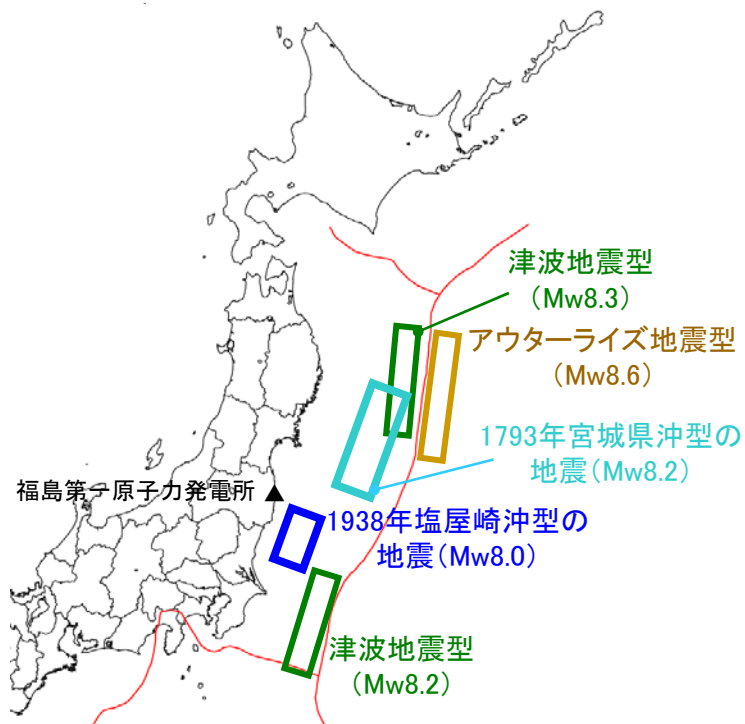 津波地震型
(Mw8.3)
アウターライズ地震型
(Mw8.6)
1793年宮城県沖型の
地震(Mw8.2)
福島第一原子力発電所
1938年塩屋崎沖型の
地震(Mw8.0)
津波地震型
(Mw8.2)